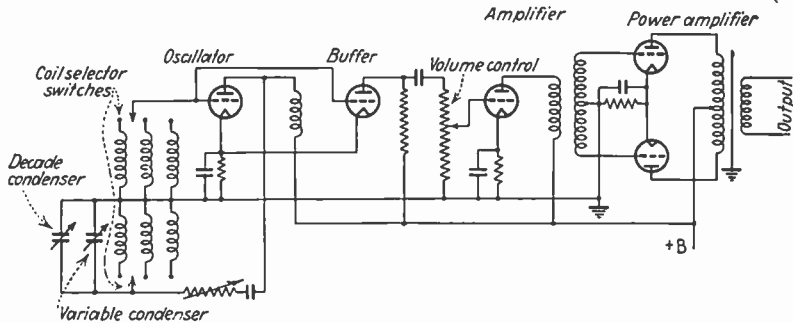 Amplifier
Power amplifier
Oscillator
Buffer
Coil selector
switches
Volume control
Output
Decade
condenser
+B
Variable condenser